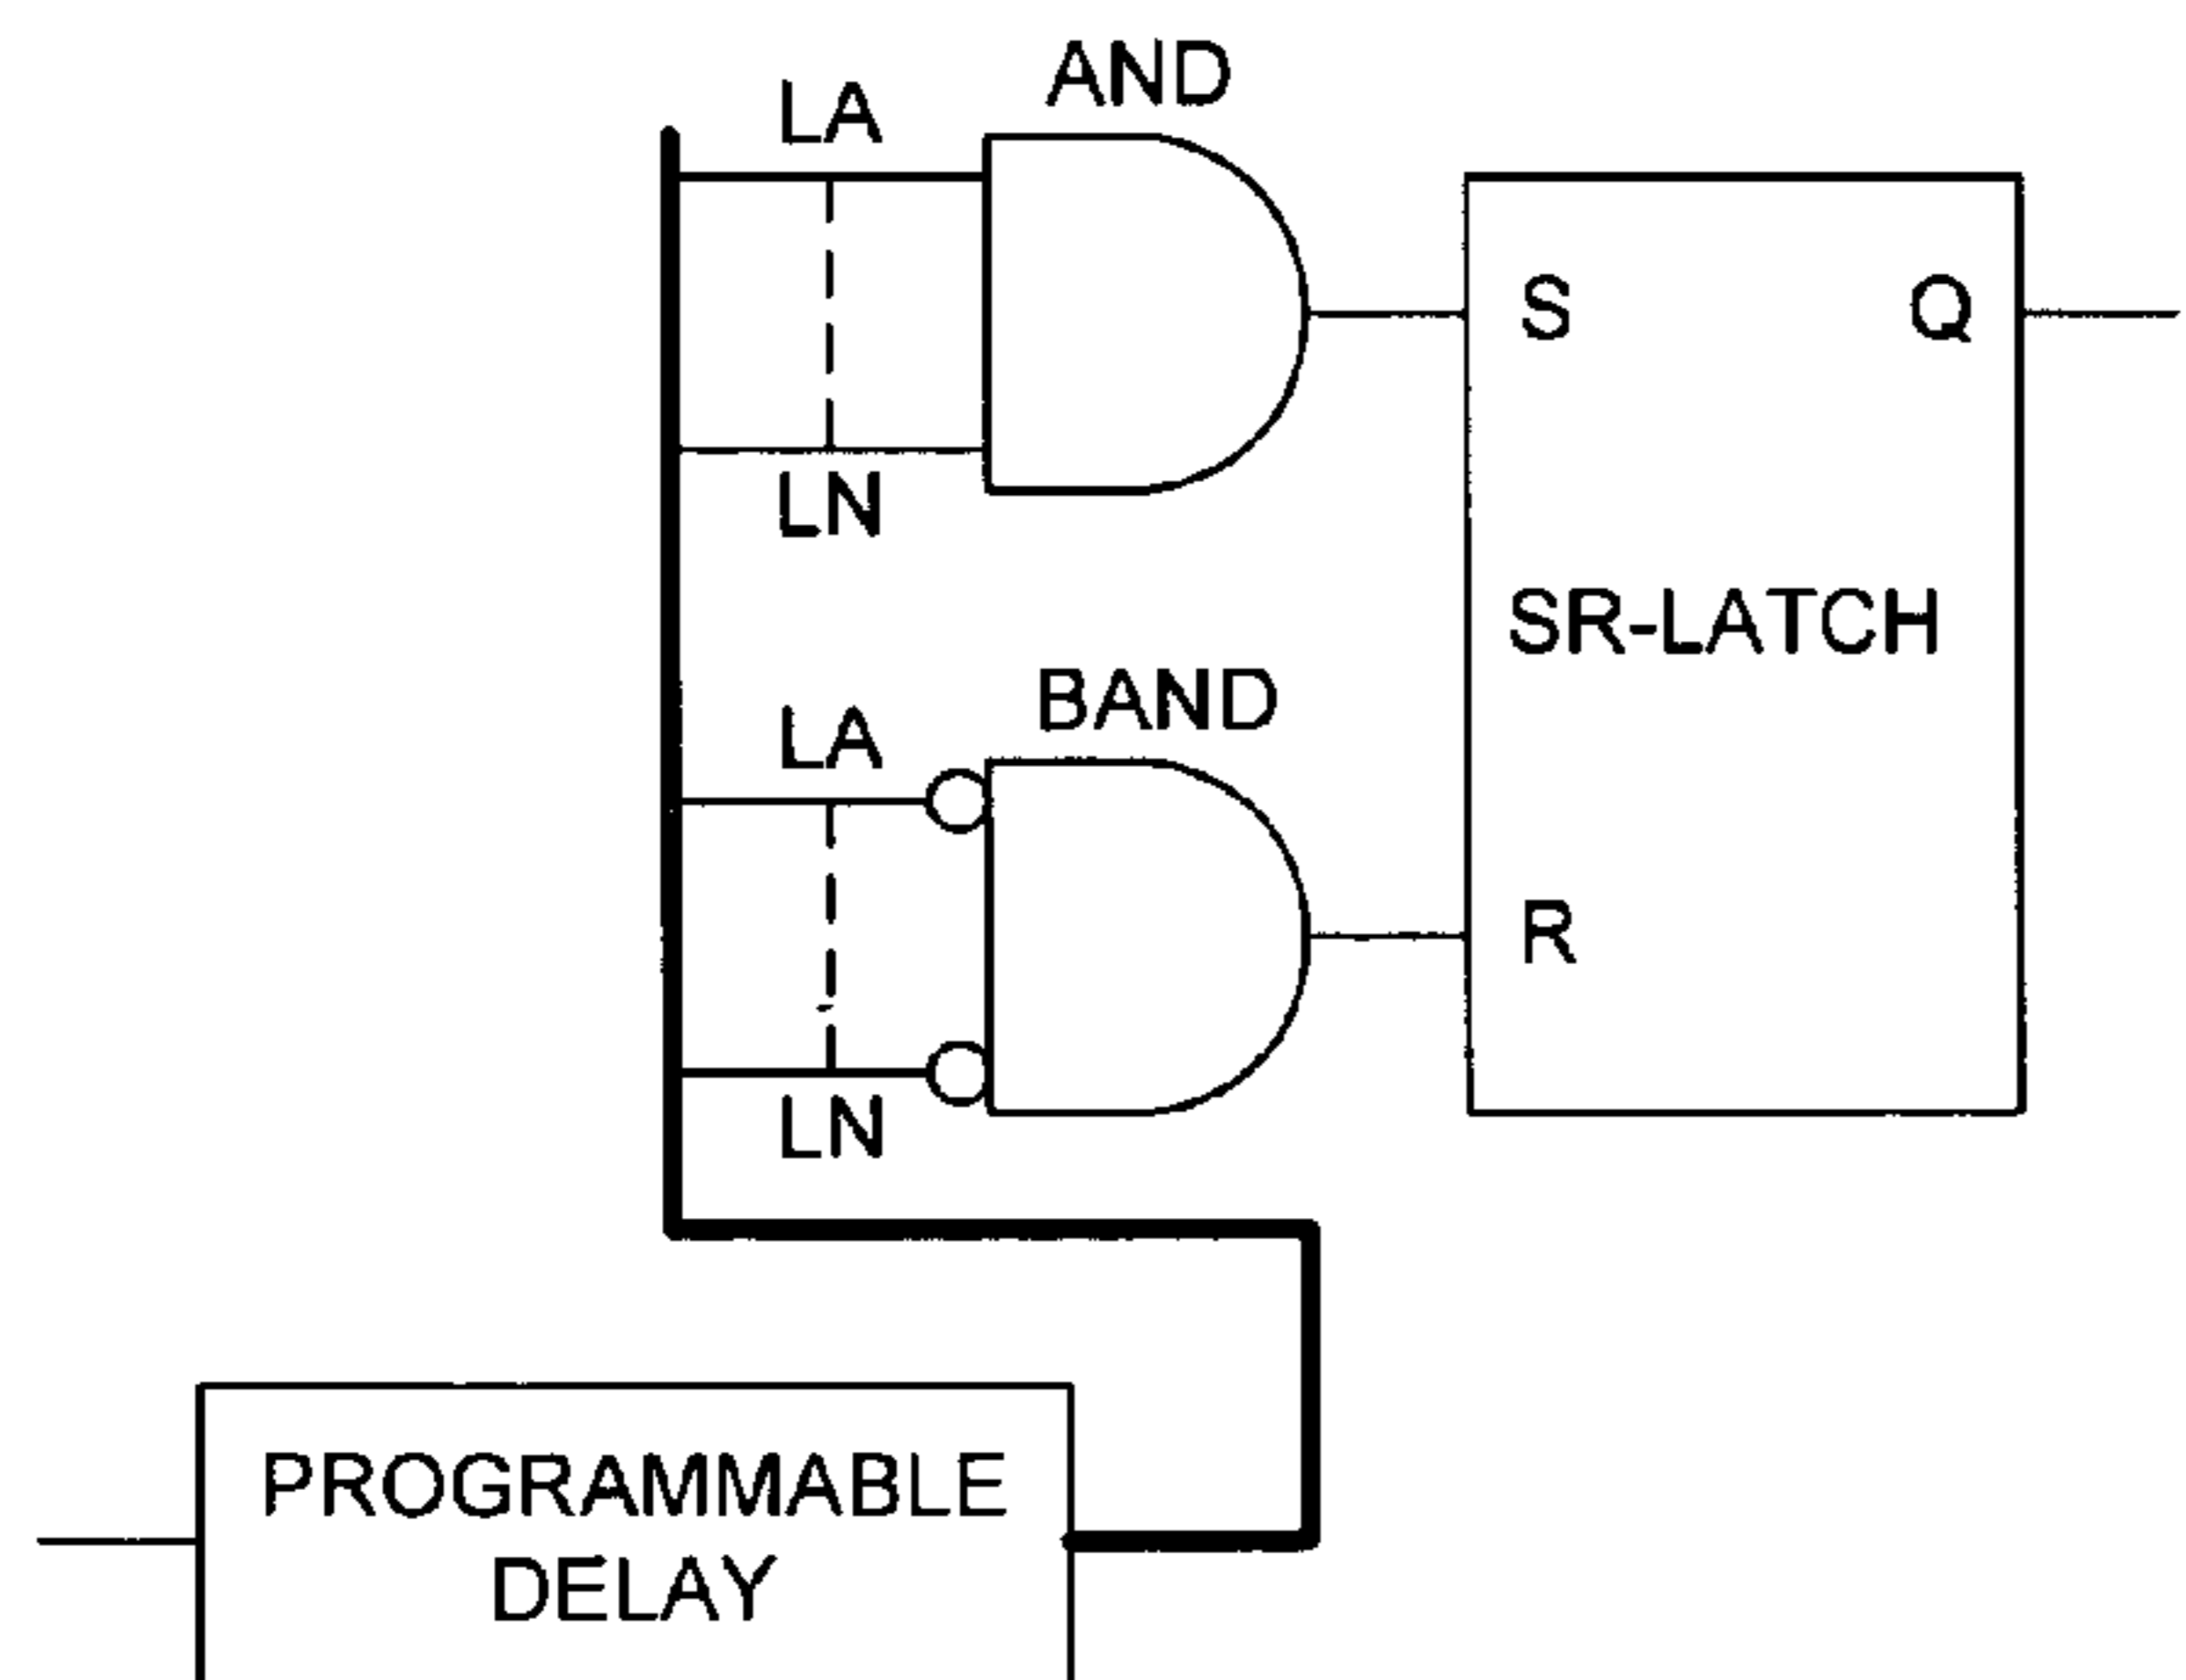 AND
LA
S
Q
LN
SR-LATCH
BAND
LA
R
LN
PROGRAMMABLE
DELAY